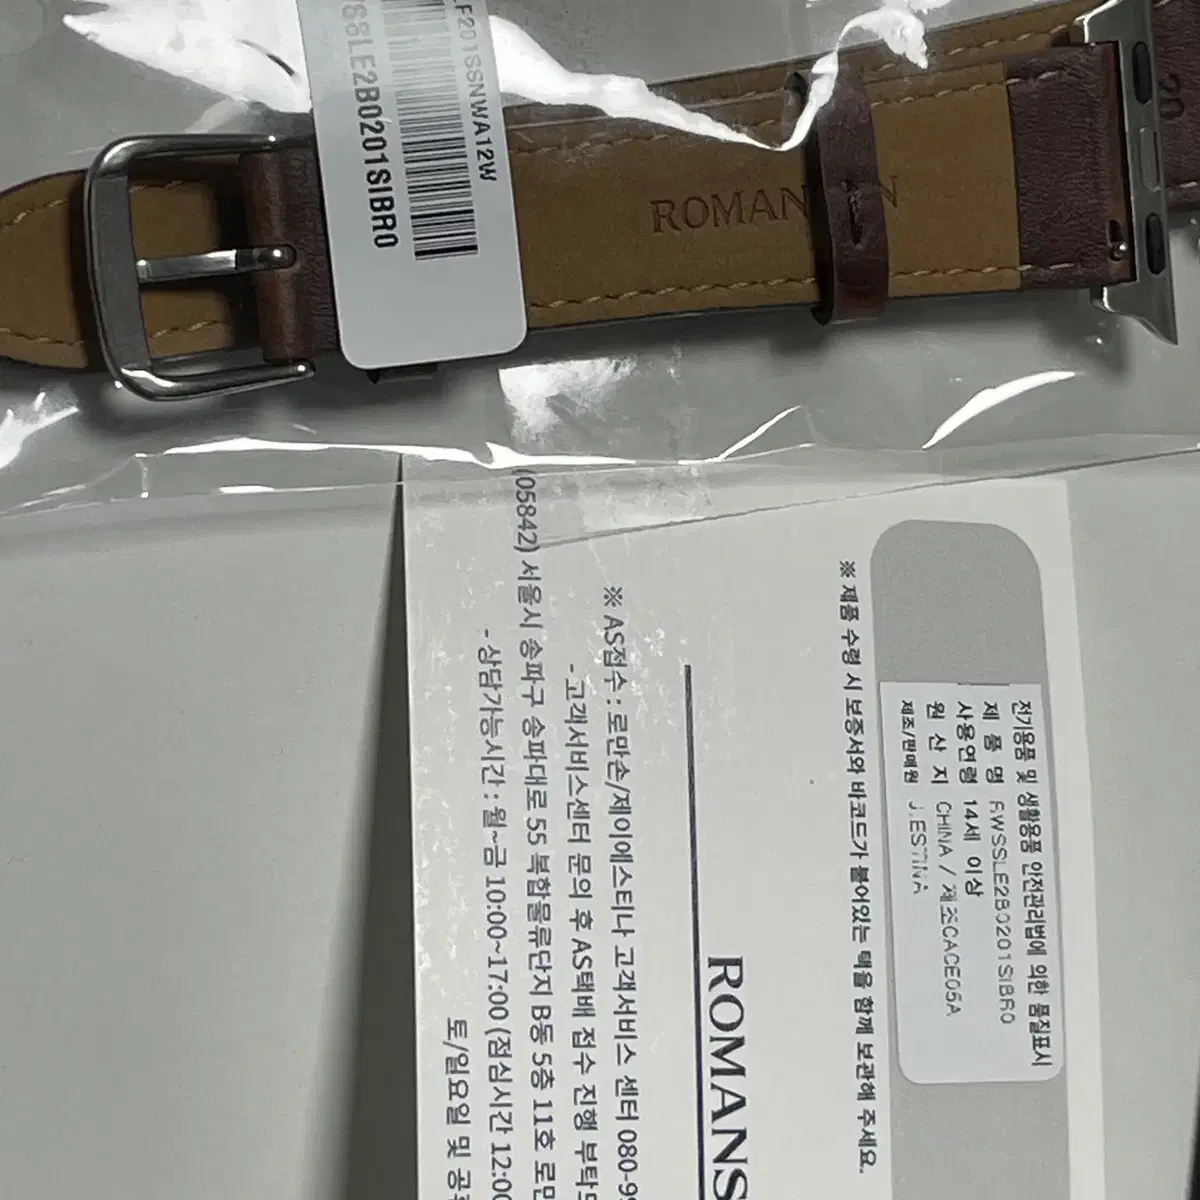 F201SSNWA12W
SSLE2B0201SIBR0
ROMAN N
20
전기용품 및 생활용품 안전관리법에 의한 품질표시
제 품 명 RWSSLE2B0201SIBR0
사용연령 14세 이상
원 산 지 CHINA / 제조CACE05A
제조/판매원 J.ESTINA
※ 제품 수령 시 보증서와 바코드가 붙어있는 택을 함께 보관해 주세요.
ROMANS
※ AS접수 : 로만손/제이에스티나 고객서비스 센터 080-99
- 고객서비스센터 문의 후 AS택배 접수 진행 부탁드
(05842) 서울시 송파구 송파대로 55 복합물류단지 B동 5층 11호 로만
- 상담가능시간 : 월~금 10:00~17:00 (점심시간 12:00
토/일요일 및 공휴